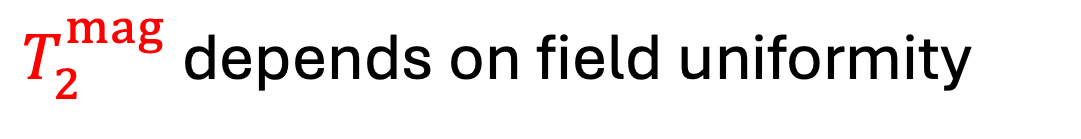 T₂ᵐᵃᵍ depends on field uniformity